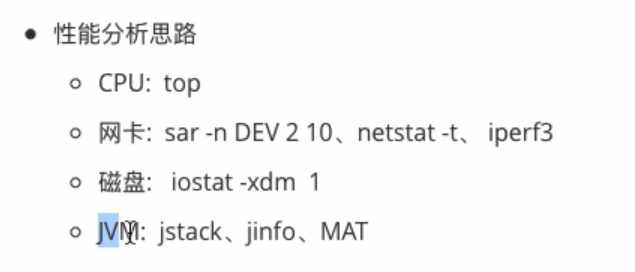 性能分析思路
CPU: top
网卡: sar -n DEV 2 10、netstat -t、 iperf3
磁盘: iostat -xdm 1
JVM: jstack、jinfo、MAT